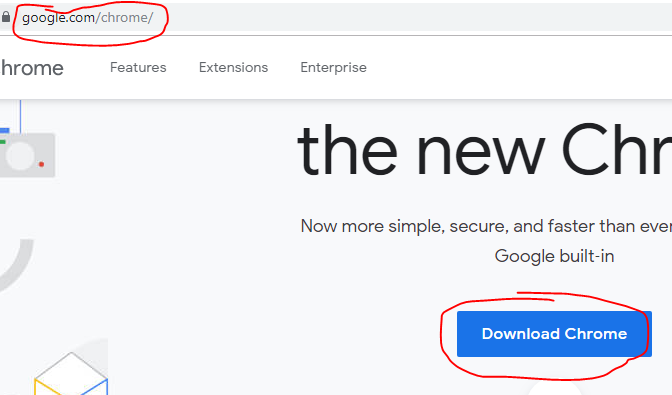 google.com/chrome/
hrome Features Extensions Enterprise
the new Chr
Now more simple, secure, and faster than eve
Google built-in
Download Chrome